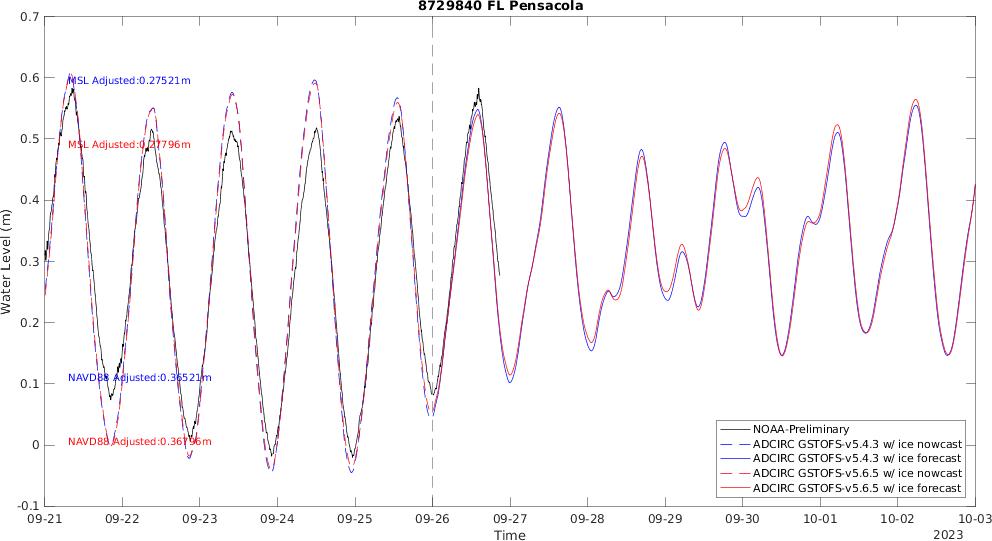 8729840 FL Pensacola
0.7
0.6
0.5
0.4
0.3
0.2
0.1
0
-0.1
Water Level (m)
MSL Adjusted:0.27521m
MSL Adjusted:0.27796m
NAVD88 Adjusted:0.36521m
NAVD88 Adjusted:0.36796m
NOAA-Preliminary
ADCIRC GSTOFS-v5.4.3 w/ ice nowcast
ADCIRC GSTOFS-v5.4.3 w/ ice forecast
ADCIRC GSTOFS-v5.6.5 w/ ice nowcast
ADCIRC GSTOFS-v5.6.5 w/ ice forecast
09-21 09-22 09-23 09-24 09-25 09-26 09-27 09-28 09-29 09-30 10-01 10-02 10-03
Time
2023